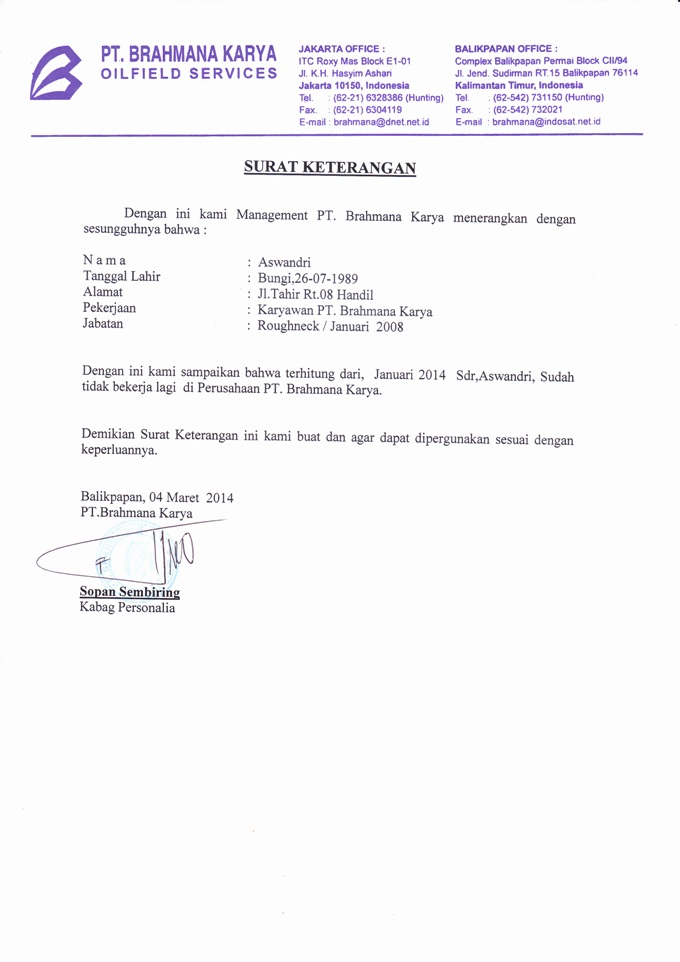 PT. BRAHMANA KARYA
OILFIELD SERVICES
JAKARTA OFFICE :
ITC Roxy Mas Block E1-01
Jl. K.H. Hasyim Ashari
Jakarta 10150, Indonesia
Tel. : (62-21) 6328386 (Hunting)
Fax. : (62-21) 6304119
E-mail : brahmana@dnet.net.id
BALIKPAPAN OFFICE :
Complex Balikpapan Permai Block CII/94
Jl. Jend. Sudirman RT.15 Balikpapan 76114
Kalimantan Timur, Indonesia
Tel. : (62-542) 731150 (Hunting)
Fax. : (62-542) 732021
E-mail : brahmana@indosat.net.id
SURAT KETERANGAN
Dengan ini kami Management PT. Brahmana Karya menerangkan dengan
sesungguhnya bahwa :
N a m a : Aswandri
Tanggal Lahir : Bungi,26-07-1989
Alamat : Jl.Tahir Rt.08 Handil
Pekerjaan : Karyawan PT. Brahmana Karya
Jabatan : Roughneck / Januari 2008
Dengan ini kami sampaikan bahwa terhitung dari, Januari 2014 Sdr,Aswandri, Sudah
tidak bekerja lagi di Perusahaan PT. Brahmana Karya.
Demikian Surat Keterangan ini kami buat dan agar dapat dipergunakan sesuai dengan
keperluannya.
Balikpapan, 04 Maret 2014
PT.Brahmana Karya
Sopan Sembiring
Kabag Personalia